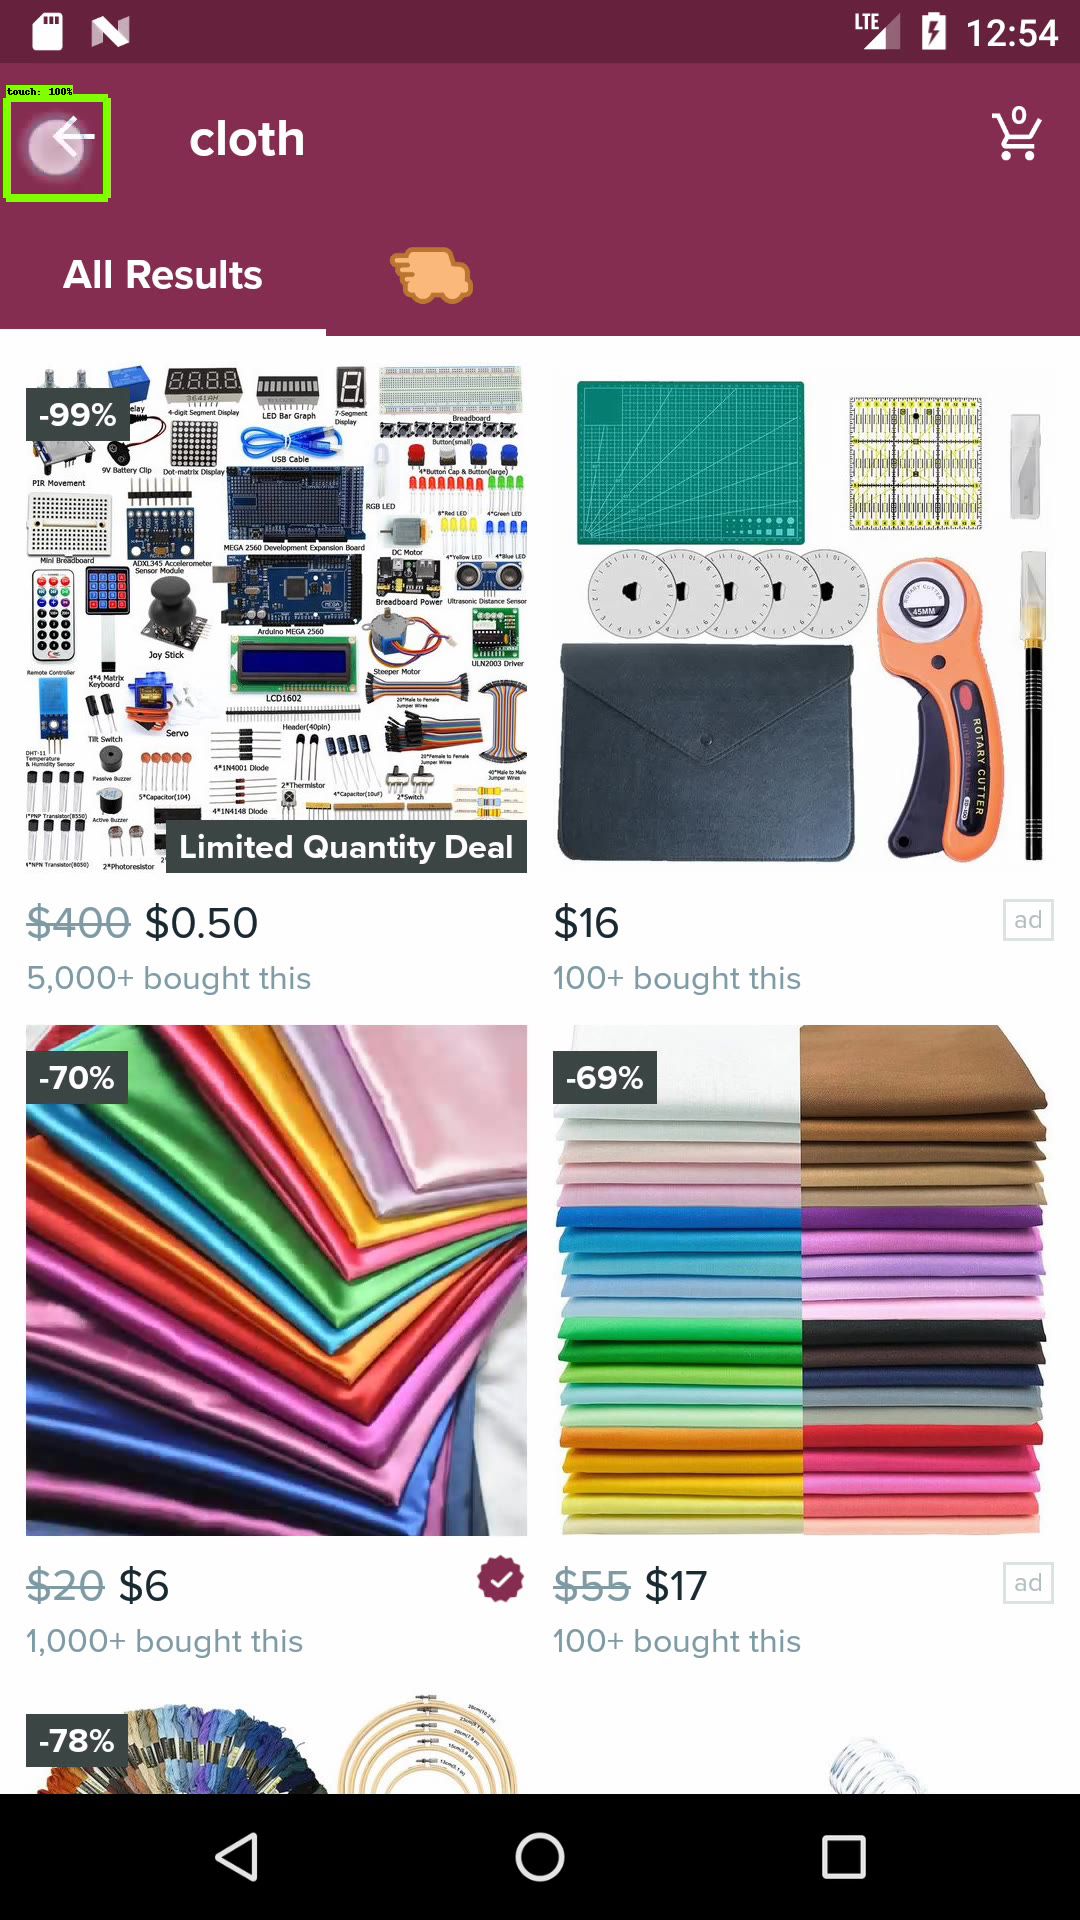 LTE
12:54
touch: 100%
cloth
0
All Results
-99%
4-digit Segment Display
LED Bar Graph
7-Segment
Display
Breadboard
Button(small)
9V Battery Clip
Dot-matrix Display
USB Cable
4*Button Cap & Button(large)
PIR Movement
RGB LED
8*Red LED
4*Green LED
MEGA 2560 Development Expansion Board
DC Motor
4*Yellow LED
4*Blue LED
Mini Breadboard
ADXL345 Accelerometer
Sensor Module
Breadboard Power
Ultrasonic Distance Sensor
Arduino MEGA 2560
Joy Stick
Steeper Motor
ULN2003 Driver
Remote Controller
4*4 Matrix
Keyboard
LCD1602
20*Male to Female
Jumper Wires
Servo
Tilt Switch
Header(40pin)
DHT-11
Temperature
& Humidity Sensor
Passive Buzzer
4*1N4001 Diode
2*Thermistor
20*Female to Female
Jumper Wires
40*Male to Male
Jumper Wires
5*Capacitor(104)
4*Capacitor(10uF)
2*Switch
Active Buzzer
4*1N4148 Diode
2*Photoresistor
Limited Quantity Deal
ROTARY CUTTER
45MM
ROTARY CUTTER
$400 $0.50
5,000+ bought this
$16
ad
100+ bought this
-70%
-69%
$20 $6
1,000+ bought this
$55 $17
ad
100+ bought this
-78%